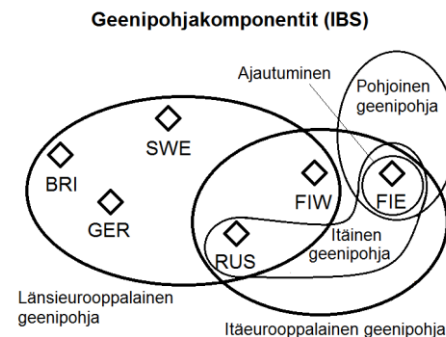 Geenipohjakomponentit (IBS)
Ajautuminen
Pohjoinen
geenipohja
SWE
BRI
FIW
FIE
GER
Itäinen
geenipohja
RUS
Länsieurooppalainen
geenipohja
Itäeurooppalainen geenipohja